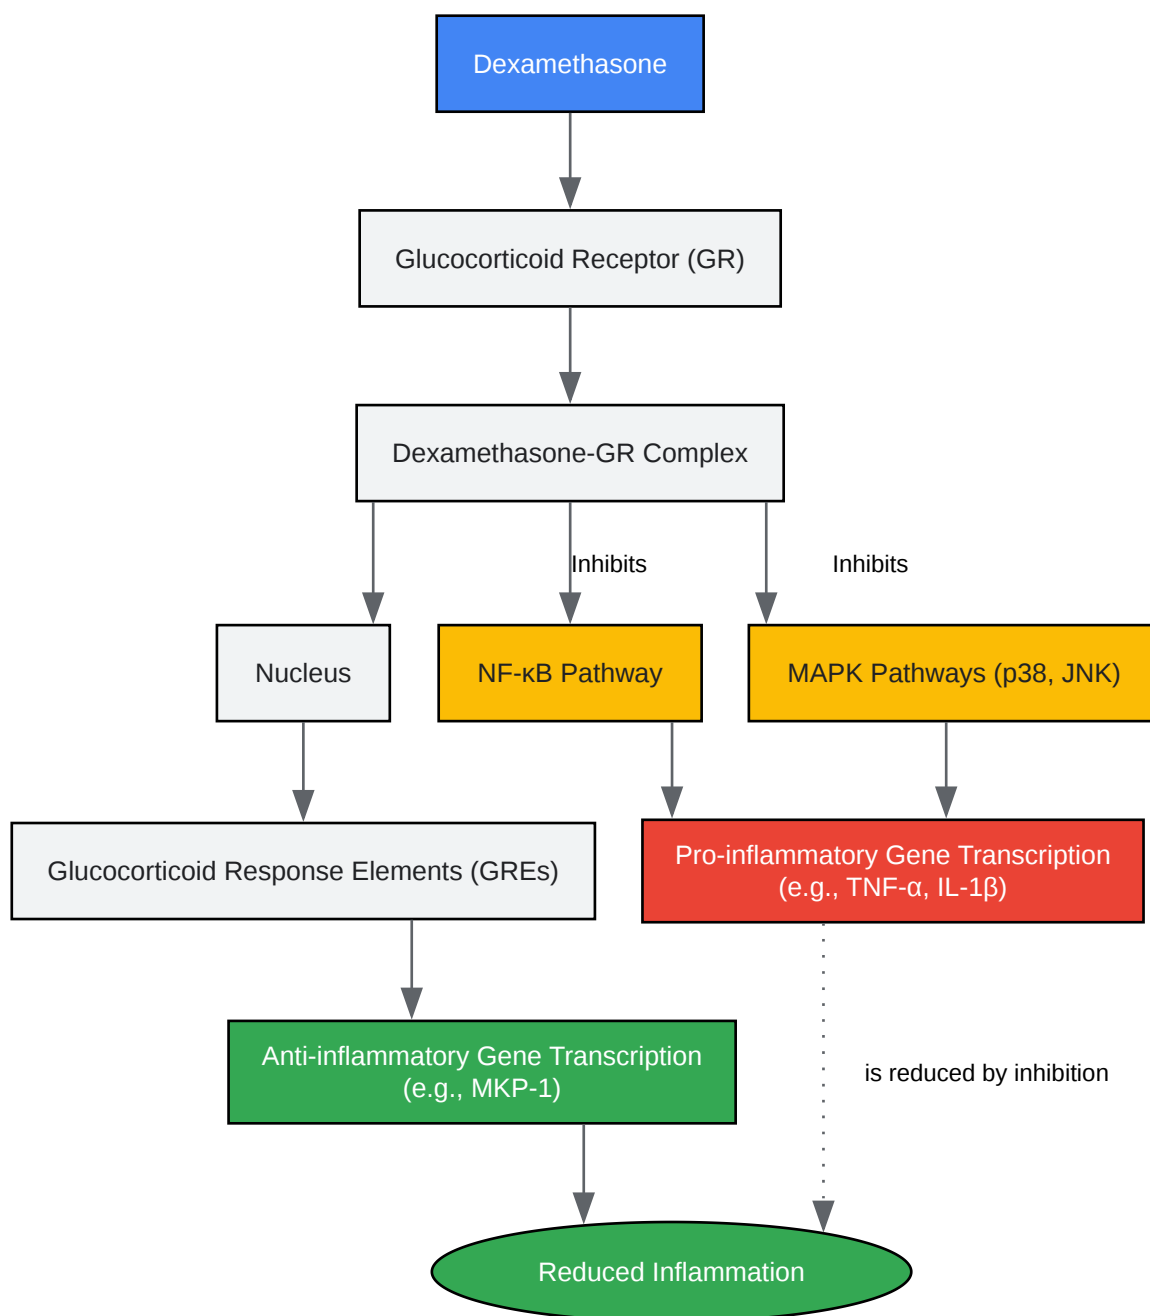 Dexamethasone
Glucocorticoid Receptor (GR)
Dexamethasone-GR Complex
Inhibits
Inhibits
Nucleus
NF-κB Pathway
MAPK Pathways (p38, JNK)
Glucocorticoid Response Elements (GREs)
Pro-inflammatory Gene Transcription
(e.g., TNF-α, IL-1β)
Anti-inflammatory Gene Transcription
(e.g., MKP-1)
is reduced by inhibition
Reduced Inflammation